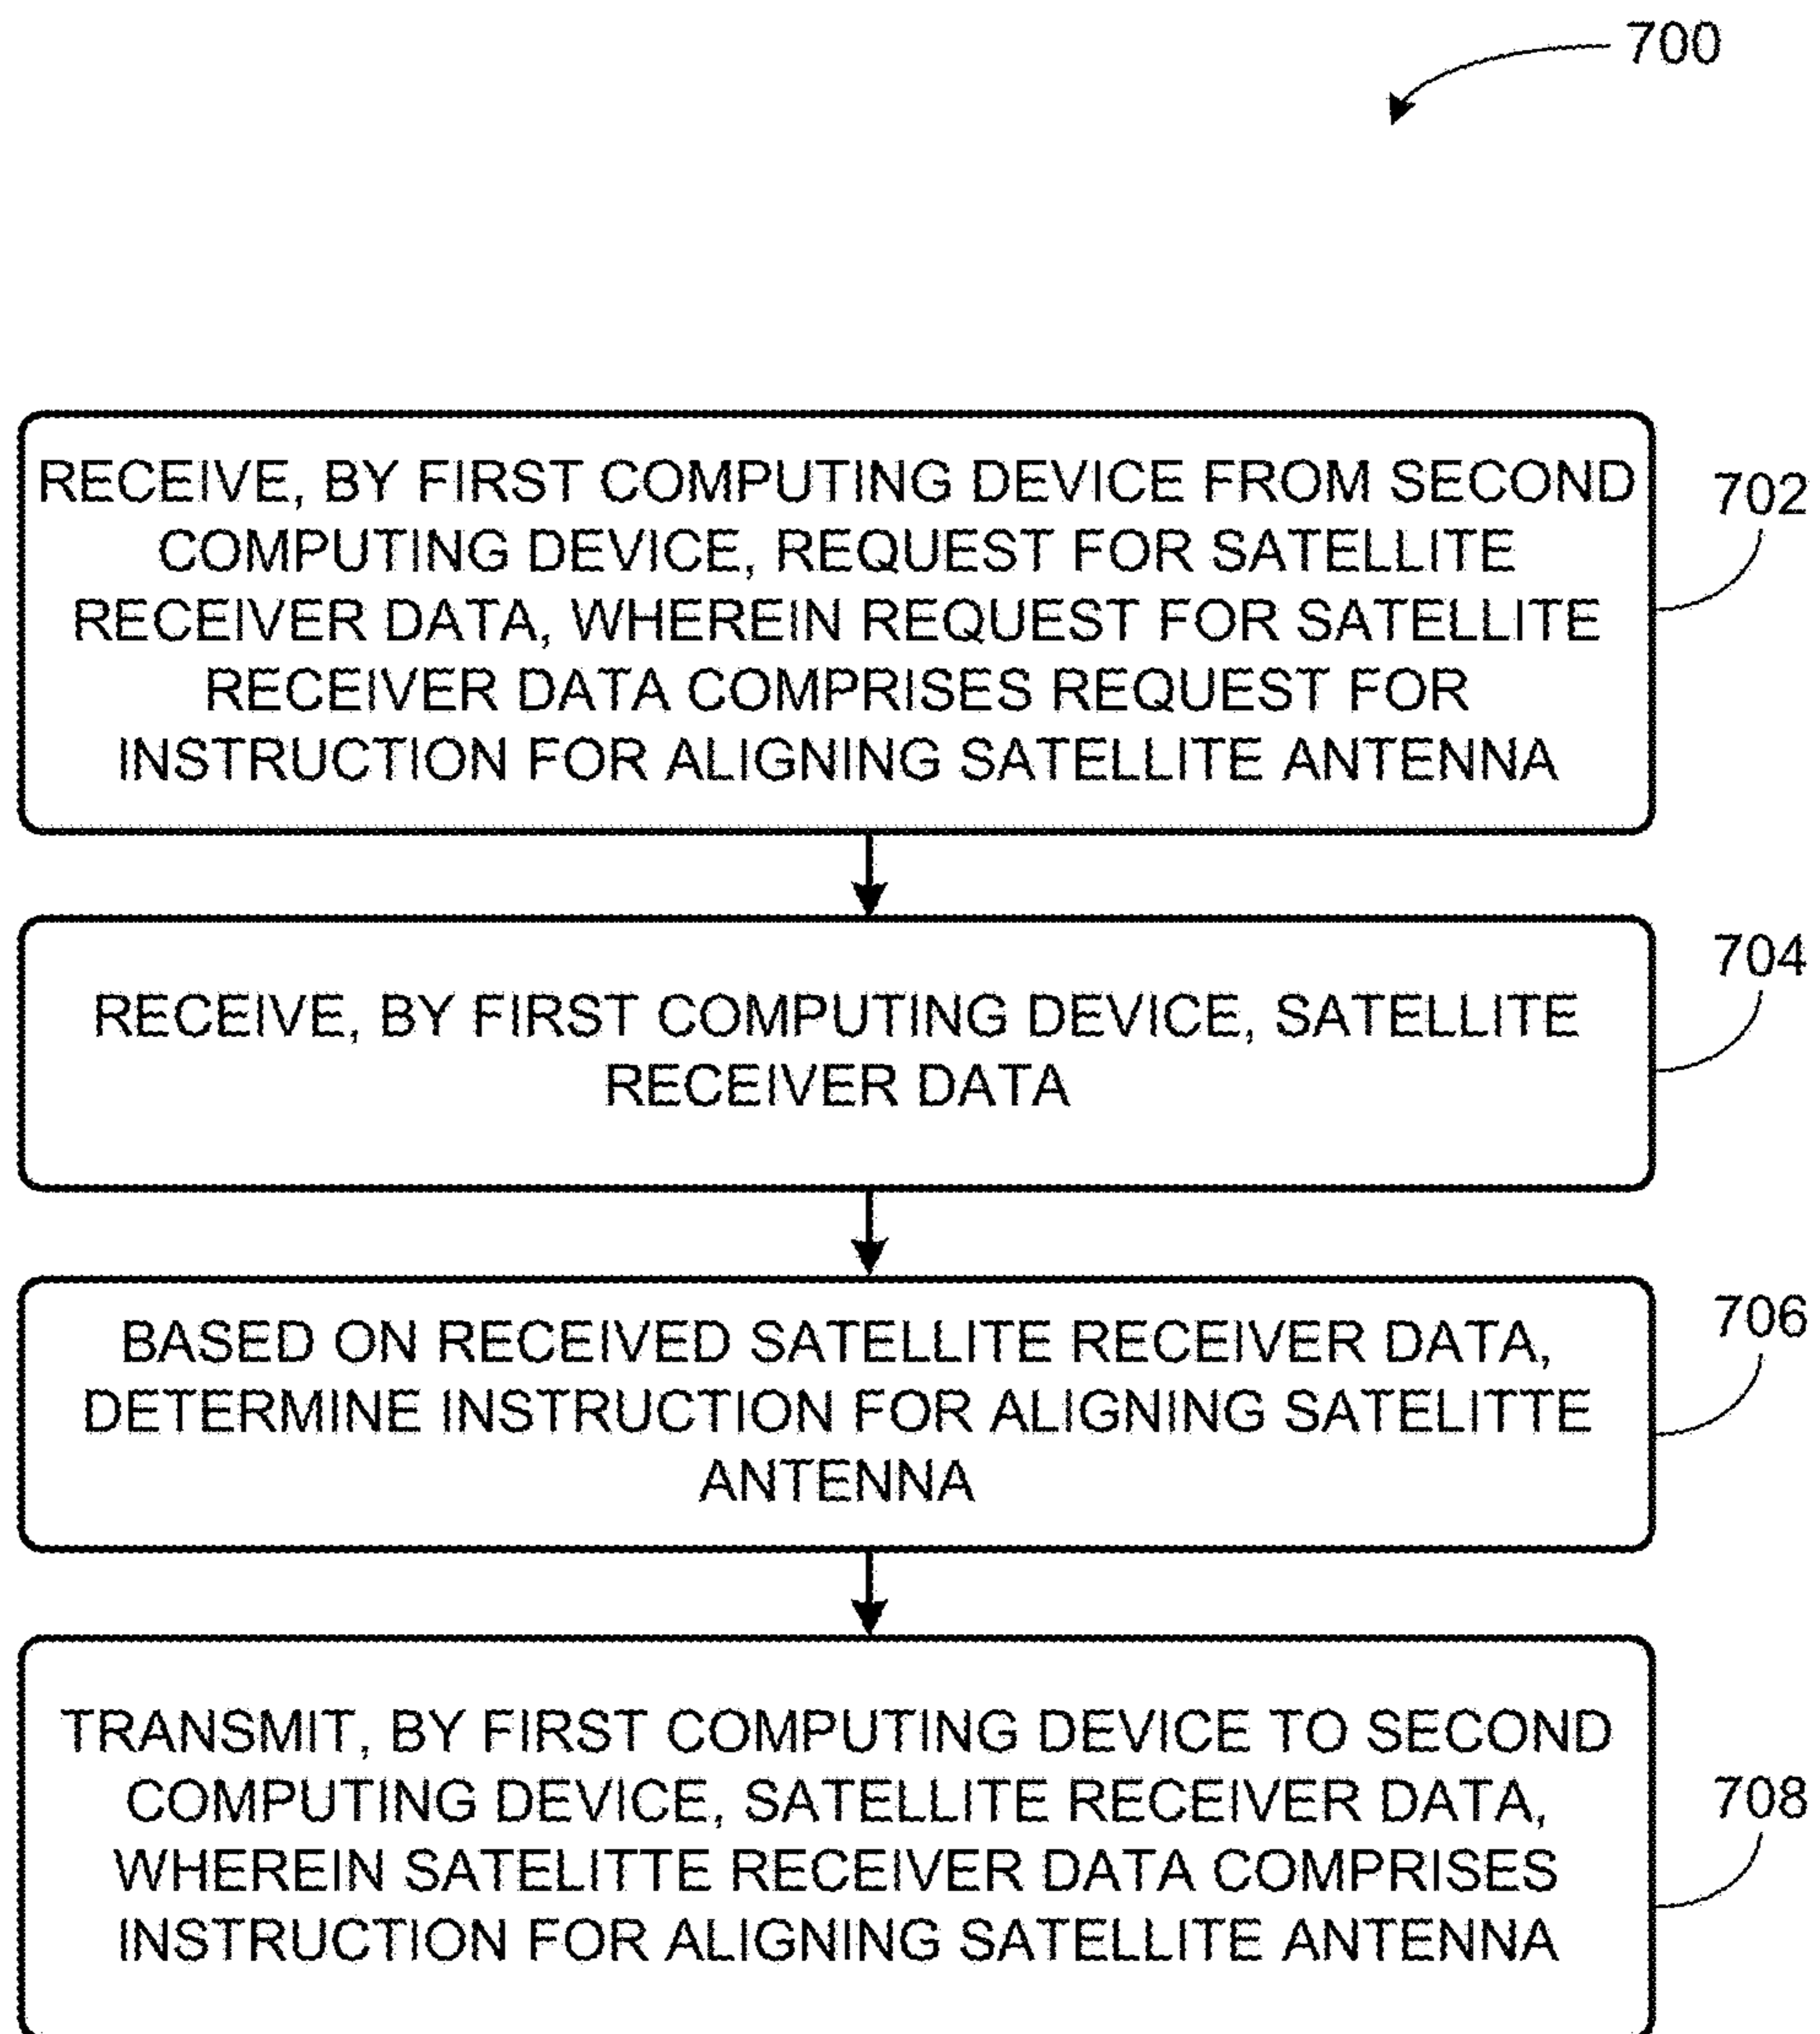 700
RECEIVE, BY FIRST COMPUTING DEVICE FROM SECOND
COMPUTING DEVICE, REQUEST FOR SATELLITE
RECEIVER DATA, WHEREIN REQUEST FOR SATELLITE
RECEIVER DATA COMPRISES REQUEST FOR
INSTRUCTION FOR ALIGNING SATELLITE ANTENNA
702
RECEIVE, BY FIRST COMPUTING DEVICE, SATELLITE
RECEIVER DATA
704
BASED ON RECEIVED SATELLITE RECEIVER DATA,
DETERMINE INSTRUCTION FOR ALIGNING SATELITTE
ANTENNA
706
TRANSMIT, BY FIRST COMPUTING DEVICE TO SECOND
COMPUTING DEVICE, SATELLITE RECEIVER DATA,
WHEREIN SATELITTE RECEIVER DATA COMPRISES
INSTRUCTION FOR ALIGNING SATELLITE ANTENNA
708